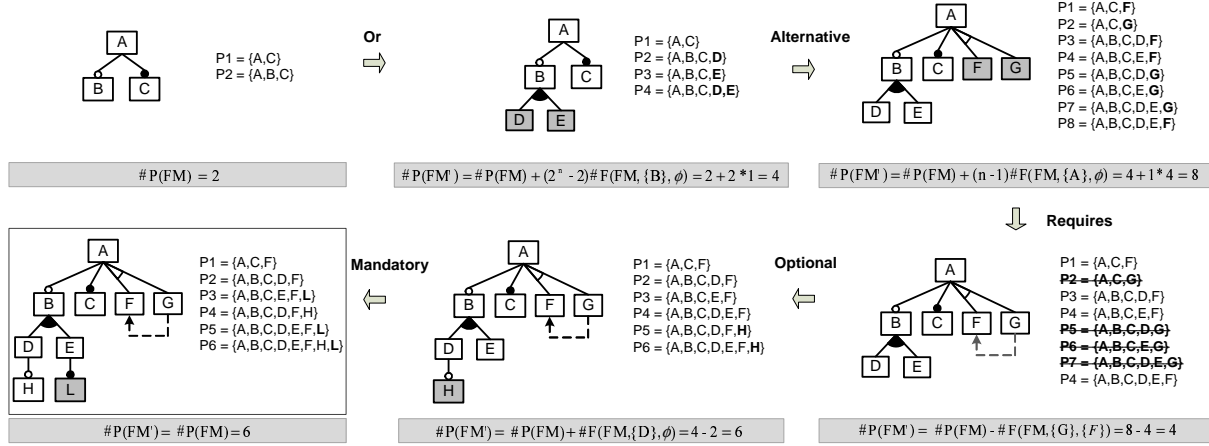 A
B
C
P1 = {A,C}
P2 = {A,B,C}
#P(FM) = 2
Or
A
B
C
D
E
P1 = {A,C}
P2 = {A,B,C,D}
P3 = {A,B,C,E}
P4 = {A,B,C,D,E}
#P(FM') = #P(FM) + (2ⁿ - 2)#F(FM, {B}, ϕ) = 2 + 2 *1 = 4
Alternative
A
B
C
F
G
D
E
P1 = {A,C,F}
P2 = {A,C,G}
P3 = {A,B,C,D,F}
P4 = {A,B,C,E,F}
P5 = {A,B,C,D,G}
P6 = {A,B,C,E,G}
P7 = {A,B,C,D,E,G}
P8 = {A,B,C,D,E,F}
#P(FM') = #P(FM) + (n -1)#F(FM, {A}, ϕ) = 4 + 1* 4 = 8
Requires
A
B
C
F
G
D
E
P1 = {A,C,F}
P2 = {A,C,G}
P3 = {A,B,C,D,F}
P4 = {A,B,C,E,F}
P5 = {A,B,C,D,G}
P6 = {A,B,C,E,G}
P7 = {A,B,C,D,E,G}
P4 = {A,B,C,D,E,F}
#P(FM') = #P(FM) - #F(FM, {G}, {F}) = 8 - 4 = 4
Optional
A
B
C
F
G
D
E
H
P1 = {A,C,F}
P2 = {A,B,C,D,F}
P3 = {A,B,C,E,F}
P4 = {A,B,C,D,E,F}
P5 = {A,B,C,D,F,H}
P6 = {A,B,C,D,E,F,H}
#P(FM') = #P(FM) + #F(FM,{D}, ϕ) = 4 - 2 = 6
Mandatory
A
B
C
F
G
D
E
H
L
P1 = {A,C,F}
P2 = {A,B,C,D,F}
P3 = {A,B,C,E,F,L}
P4 = {A,B,C,D,F,H}
P5 = {A,B,C,D,E,F,L}
P6 = {A,B,C,D,E,F,H,L}
#P(FM') = #P(FM) = 6